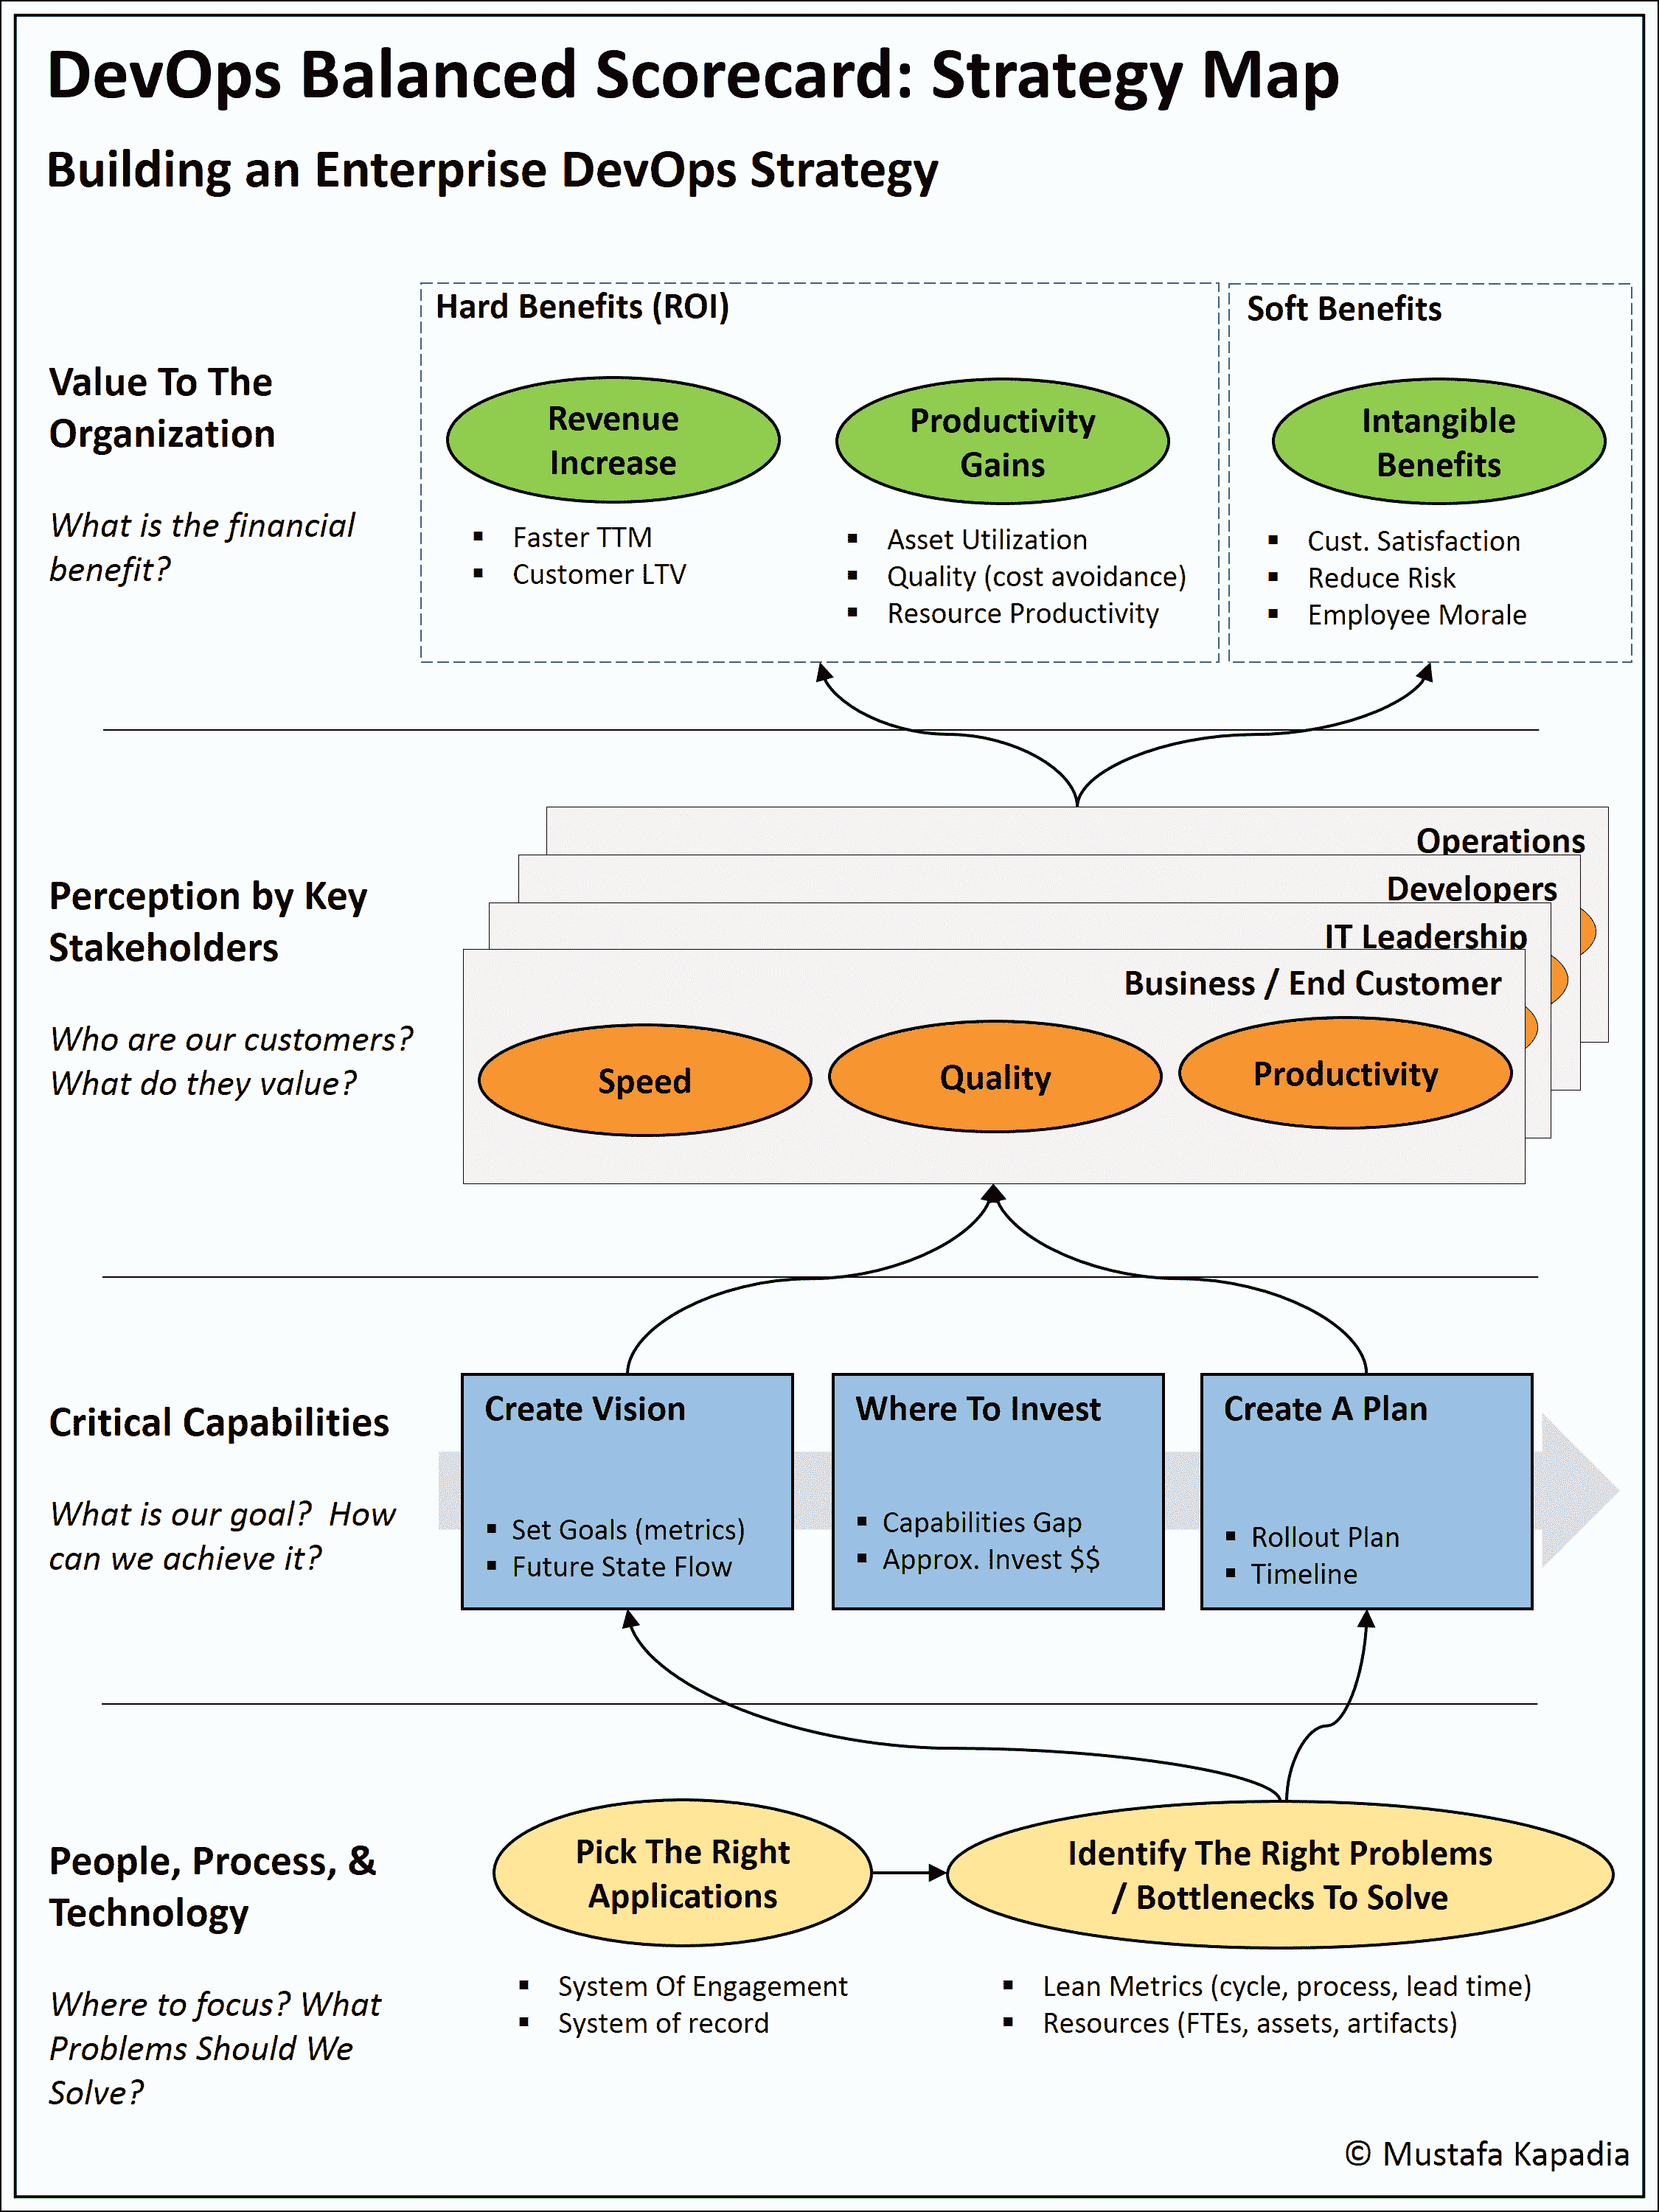 DevOps Balanced Scorecard: Strategy Map
Building an Enterprise DevOps Strategy
Hard Benefits (ROI)
Soft Benefits
Value To The
Organization
What is the financial
benefit?
Revenue
Increase
Faster TTM
Customer LTV
Productivity
Gains
Asset Utilization
Quality (cost avoidance)
Resource Productivity
Intangible
Benefits
Cust. Satisfaction
Reduce Risk
Employee Morale
Perception by Key
Stakeholders
Who are our customers?
What do they value?
Operations
Developers
IT Leadership
Business / End Customer
Speed
Quality
Productivity
Critical Capabilities
What is our goal? How
can we achieve it?
Create Vision
Set Goals (metrics)
Future State Flow
Where To Invest
Capabilities Gap
Approx. Invest $$
Create A Plan
Rollout Plan
Timeline
People, Process, &
Technology
Where to focus? What
Problems Should We
Solve?
Pick The Right
Applications
System Of Engagement
System of record
Identify The Right Problems
/ Bottlenecks To Solve
Lean Metrics (cycle, process, lead time)
Resources (FTEs, assets, artifacts)
© Mustafa Kapadia